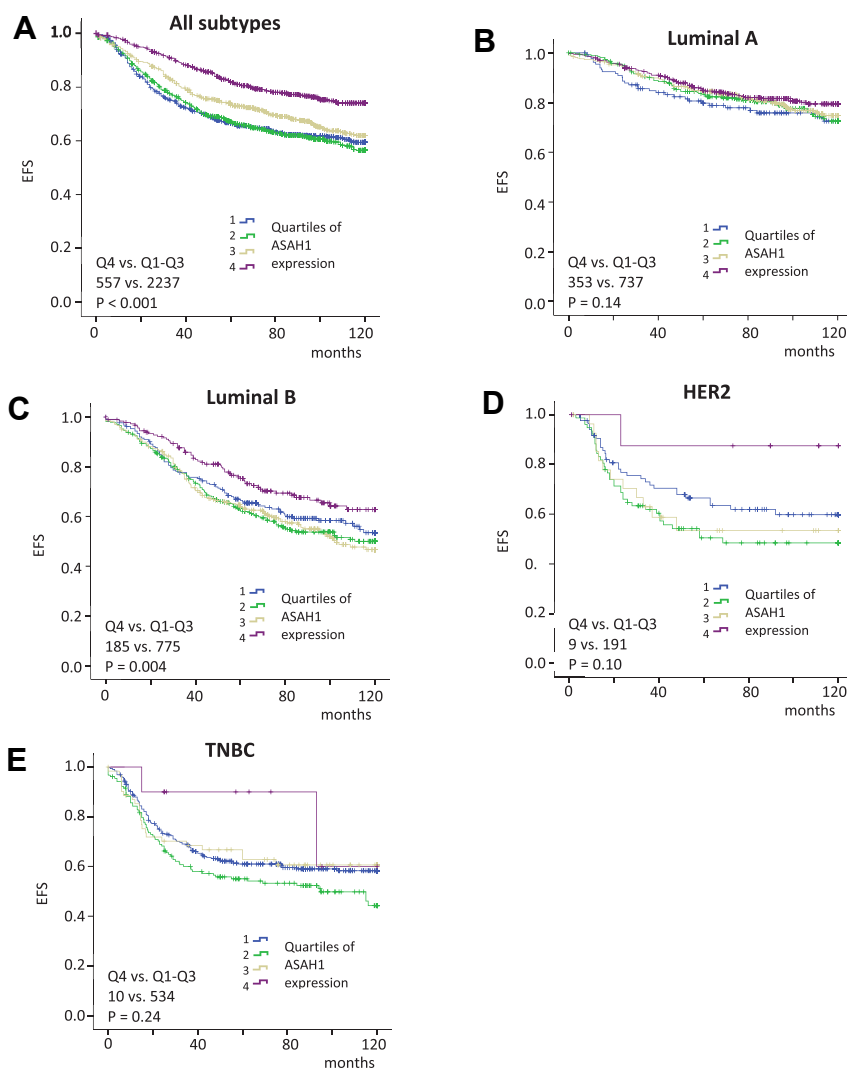 A
All subtypes
1.0
0.8
0.6
0.4
0.2
0.0
EFS
1
2
3
4
Quartiles of
ASAH1
expression
Q4 vs. Q1-Q3
557 vs. 2237
P < 0.001
0 40 80 120
months
B
Luminal A
1.0
0.8
0.6
0.4
0.2
0.0
EFS
1
2
3
4
Quartiles of
ASAH1
expression
Q4 vs. Q1-Q3
353 vs. 737
P = 0.14
0 40 80 120
months
C
Luminal B
1.0
0.8
0.6
0.4
0.2
0.0
EFS
1
2
3
4
Quartiles of
ASAH1
expression
Q4 vs. Q1-Q3
185 vs. 775
P = 0.004
0 40 80 120
months
D
HER2
1.0
0.8
0.6
0.
0.2
0.0
EFS
1
2
3
4
Quartiles of
ASAH1
expression
Q4 vs. Q1-Q3
9 vs. 191
P = 0.10
0 40 80 120
months
E
TNBC
1.0
0.8
0.6
0.4
0.2
0.0
EFS
1
2
3
4
Quartiles of
ASAH1
expression
Q4 vs. Q1-Q3
10 vs. 534
P = 0.24
0 40 80 120
months